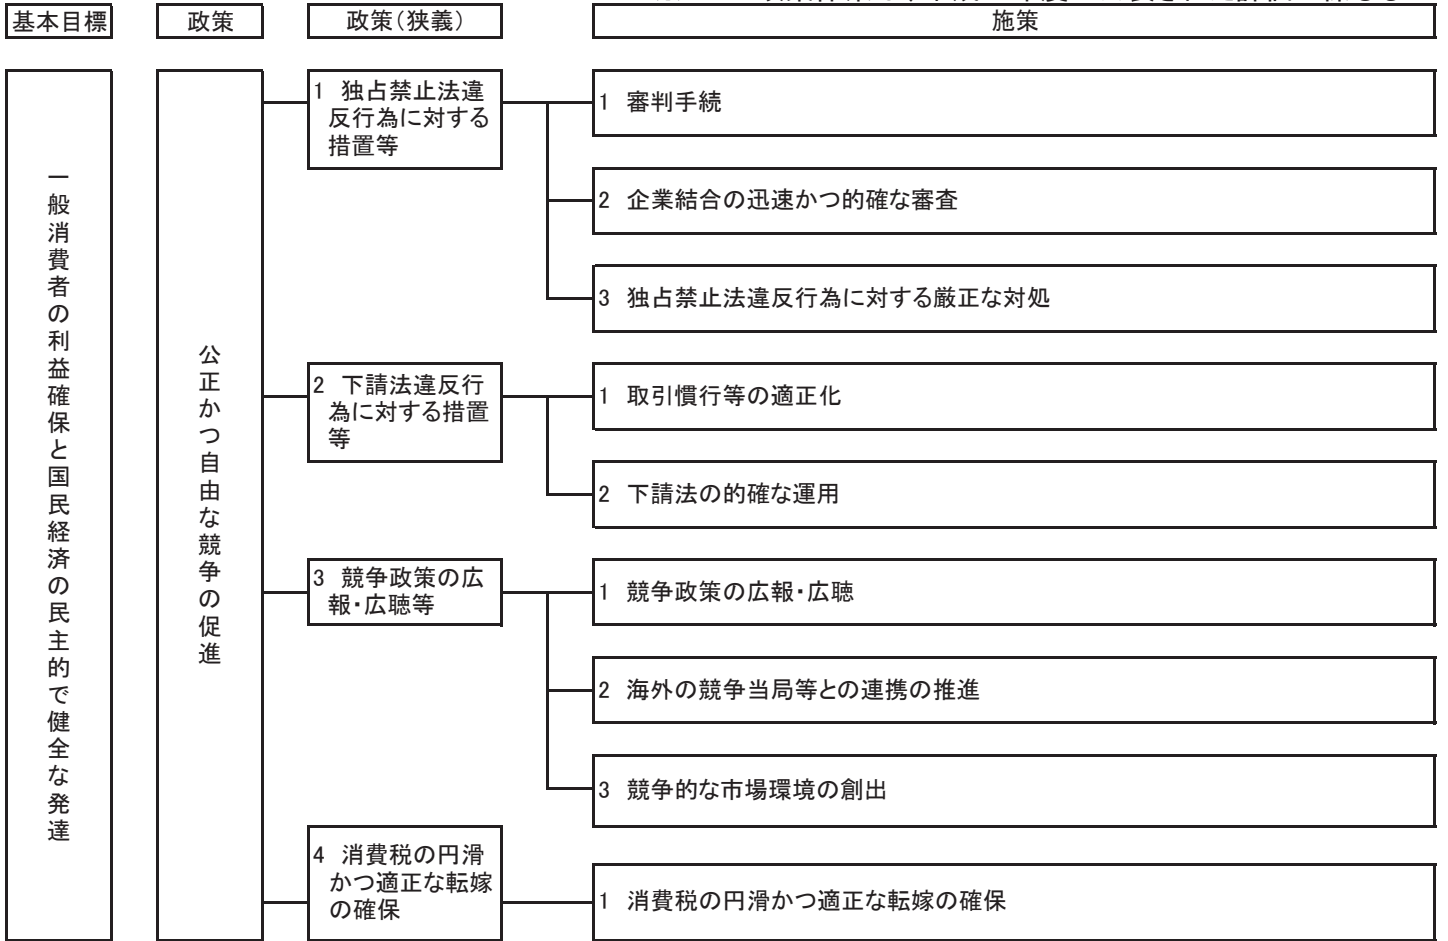 基本目標
政策
政策（狭義）
施策
一般消費者の利益確保と国民経済の民主的で健全な発達
公正かつ自由な競争の促進
1 独占禁止法違
反行為に対する
措置等
1 審判手続
2 企業結合の迅速かつ的確な審査
3 独占禁止法違反行為に対する厳正な対処
2 下請法違反行
為に対する措置
等
1 取引慣行等の適正化
2 下請法の的確な運用
3 競争政策の広
報・広聴等
1 競争政策の広報・広聴
2 海外の競争当局等との連携の推進
3 競争的な市場環境の創出
4 消費税の円滑
かつ適正な転嫁
の確保
1 消費税の円滑かつ適正な転嫁の確保